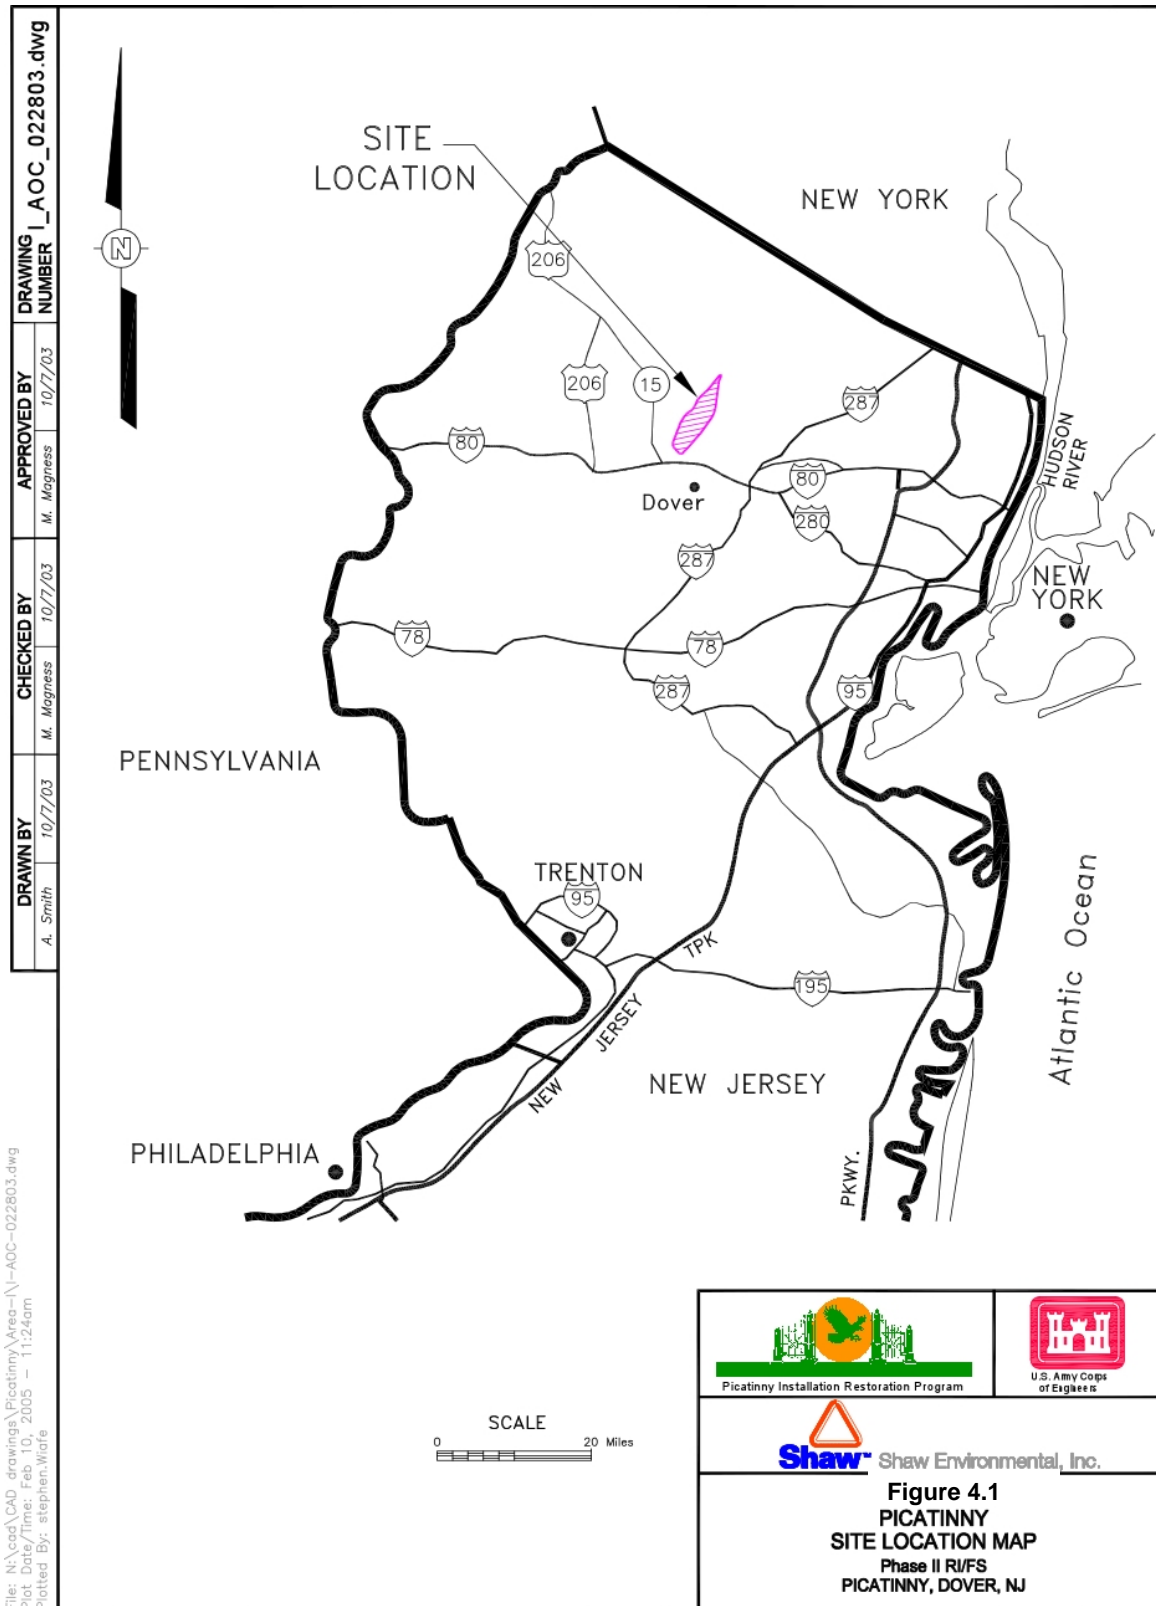 DRAWING
NUMBER
I_AOC_022803.dwg
APPROVED BY
M. Magness
10/7/03
CHECKED BY
M. Magness
10/7/03
DRAWN BY
A. Smith
10/7/03
File: N:\cad\CAD drawings\Picatinny\Area-I\I-AOC-022803.dwg
Plot Date/Time: Feb 10, 2005 - 11:24am
Plotted By: stephen.Wiafe
N
SITE
LOCATION
NEW YORK
206
206
15
287
80
80
Dover
280
HUDSON
RIVER
287
NEW
YORK
78
78
287
95
PENNSYLVANIA
TRENTON
95
TPK
195
JERSEY
NEW
Atlantic Ocean
NEW JERSEY
PHILADELPHIA
PKWY.
SCALE
0
20 Miles
Picatinny Installation Restoration Program
U.S. Army Corps
of Engineers
Shaw™ Shaw Environmental, Inc.
Figure 4.1
PICATINNY
SITE LOCATION MAP
Phase II RI/FS
PICATINNY, DOVER, NJ